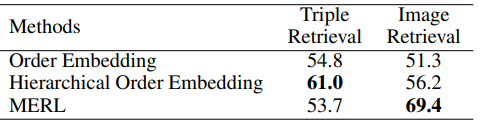 Methods Triple Retrieval Image Retrieval
Order Embedding 54.8 51.3
Hierarchical Order Embedding 61.0 56.2
MERL 53.7 69.4